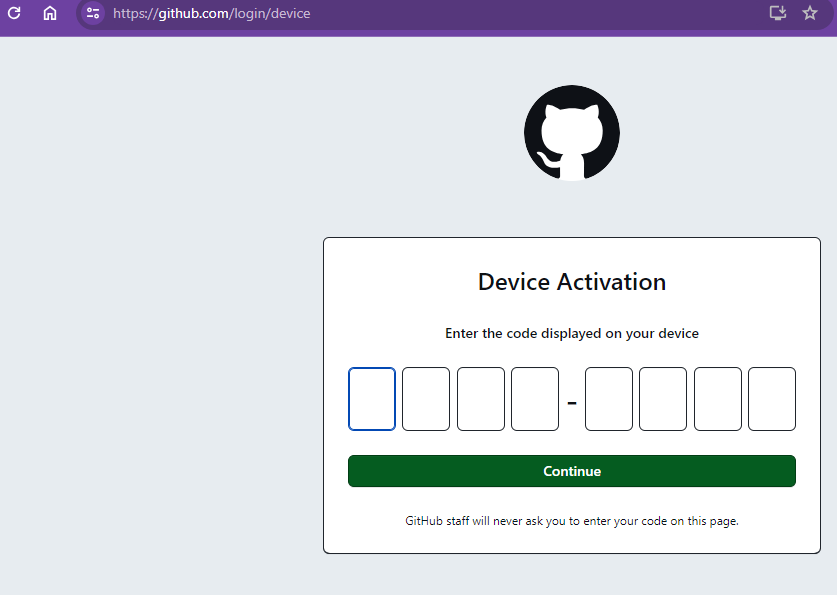 https://github.com/login/device
Device Activation
Enter the code displayed on your device
-
Continue
GitHub staff will never ask you to enter your code on this page.